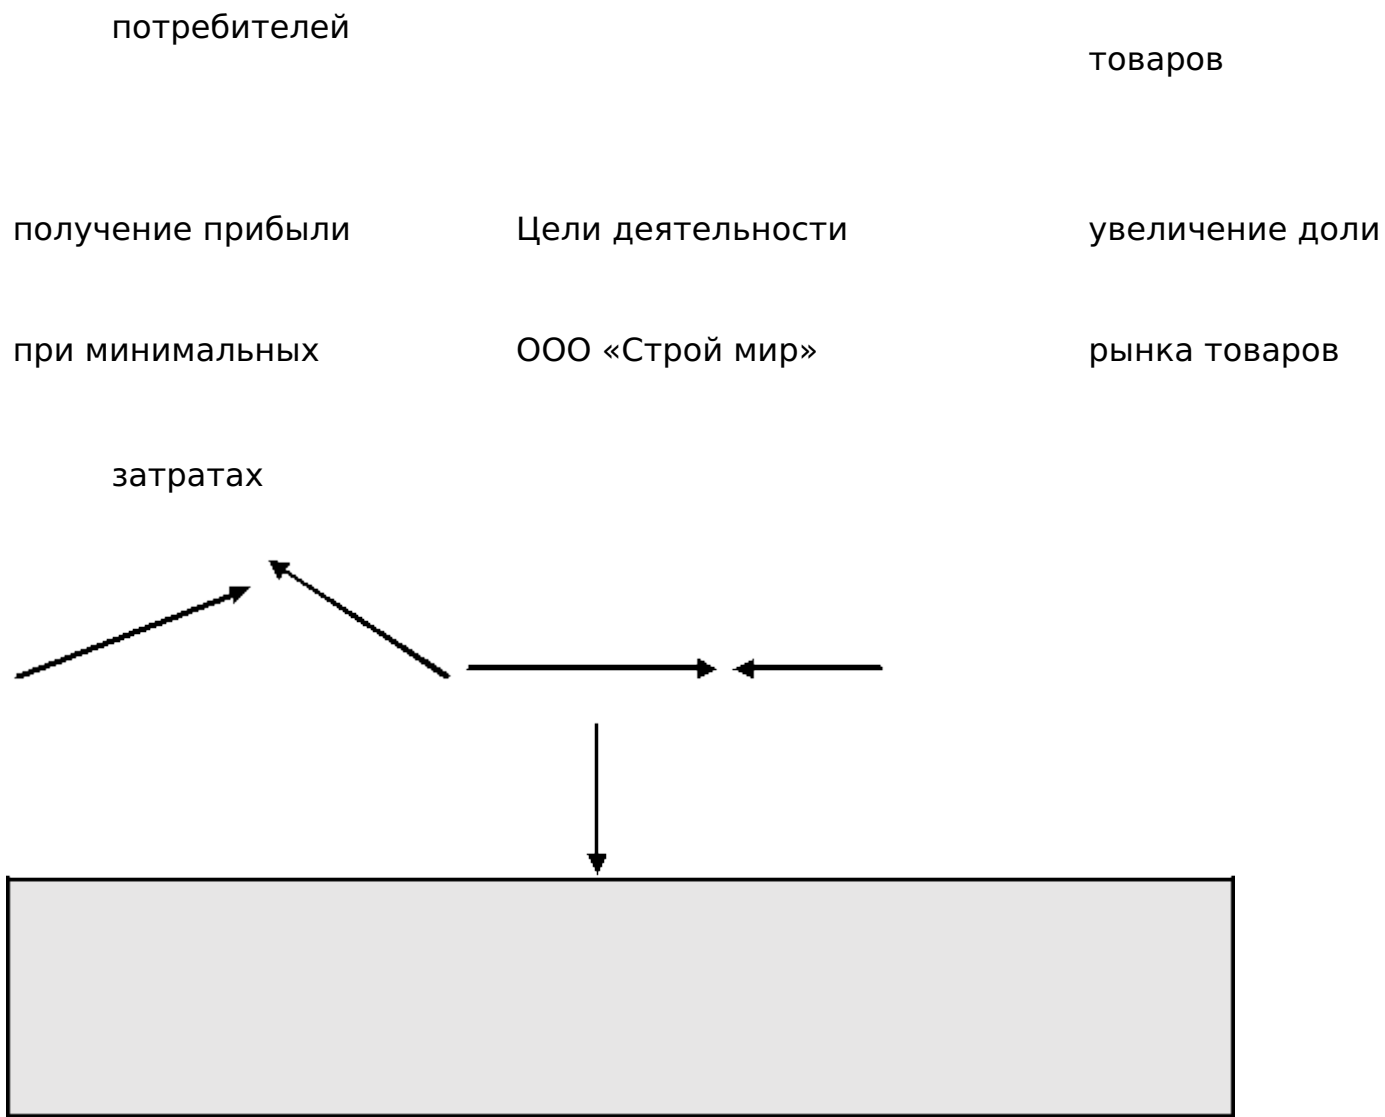 потребителей
товаров
получение прибыли Цели деятельности увеличение доли
при минимальных ООО «Строй мир» рынка товаров
затратах